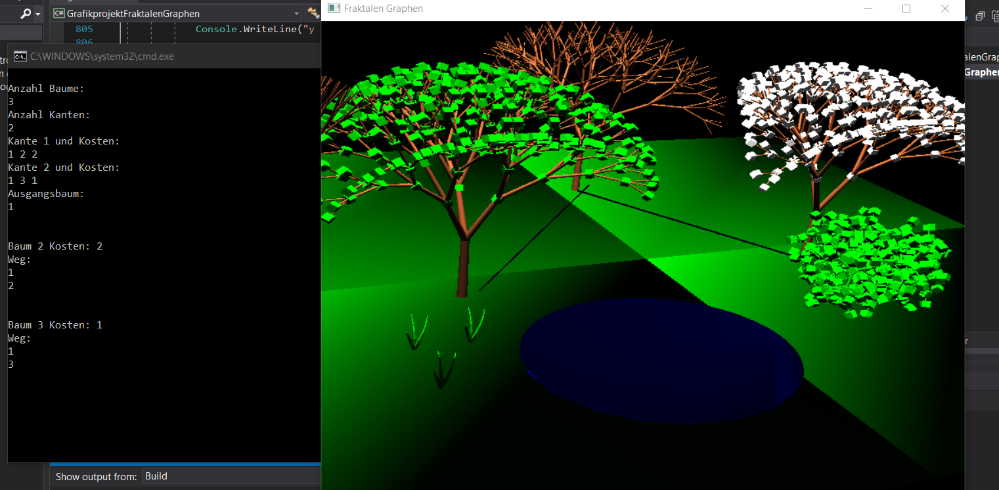 GrafikprojektFraktalenGraphen
Fraktalen Graphen
805
Console.WriteLine("y
806
C:\WINDOWS\system32\cmd.exe
Anzahl Baume:
3
Anzahl Kanten:
2
Kante 1 und Kosten:
1 2 2
Kante 2 und Kosten:
1 3 1
Ausgangsbaum:
1
Baum 2 Kosten: 2
Weg:
1
2
Baum 3 Kosten: 1
Weg:
1
3
Show output from:
Build
alenGrap
Graphen